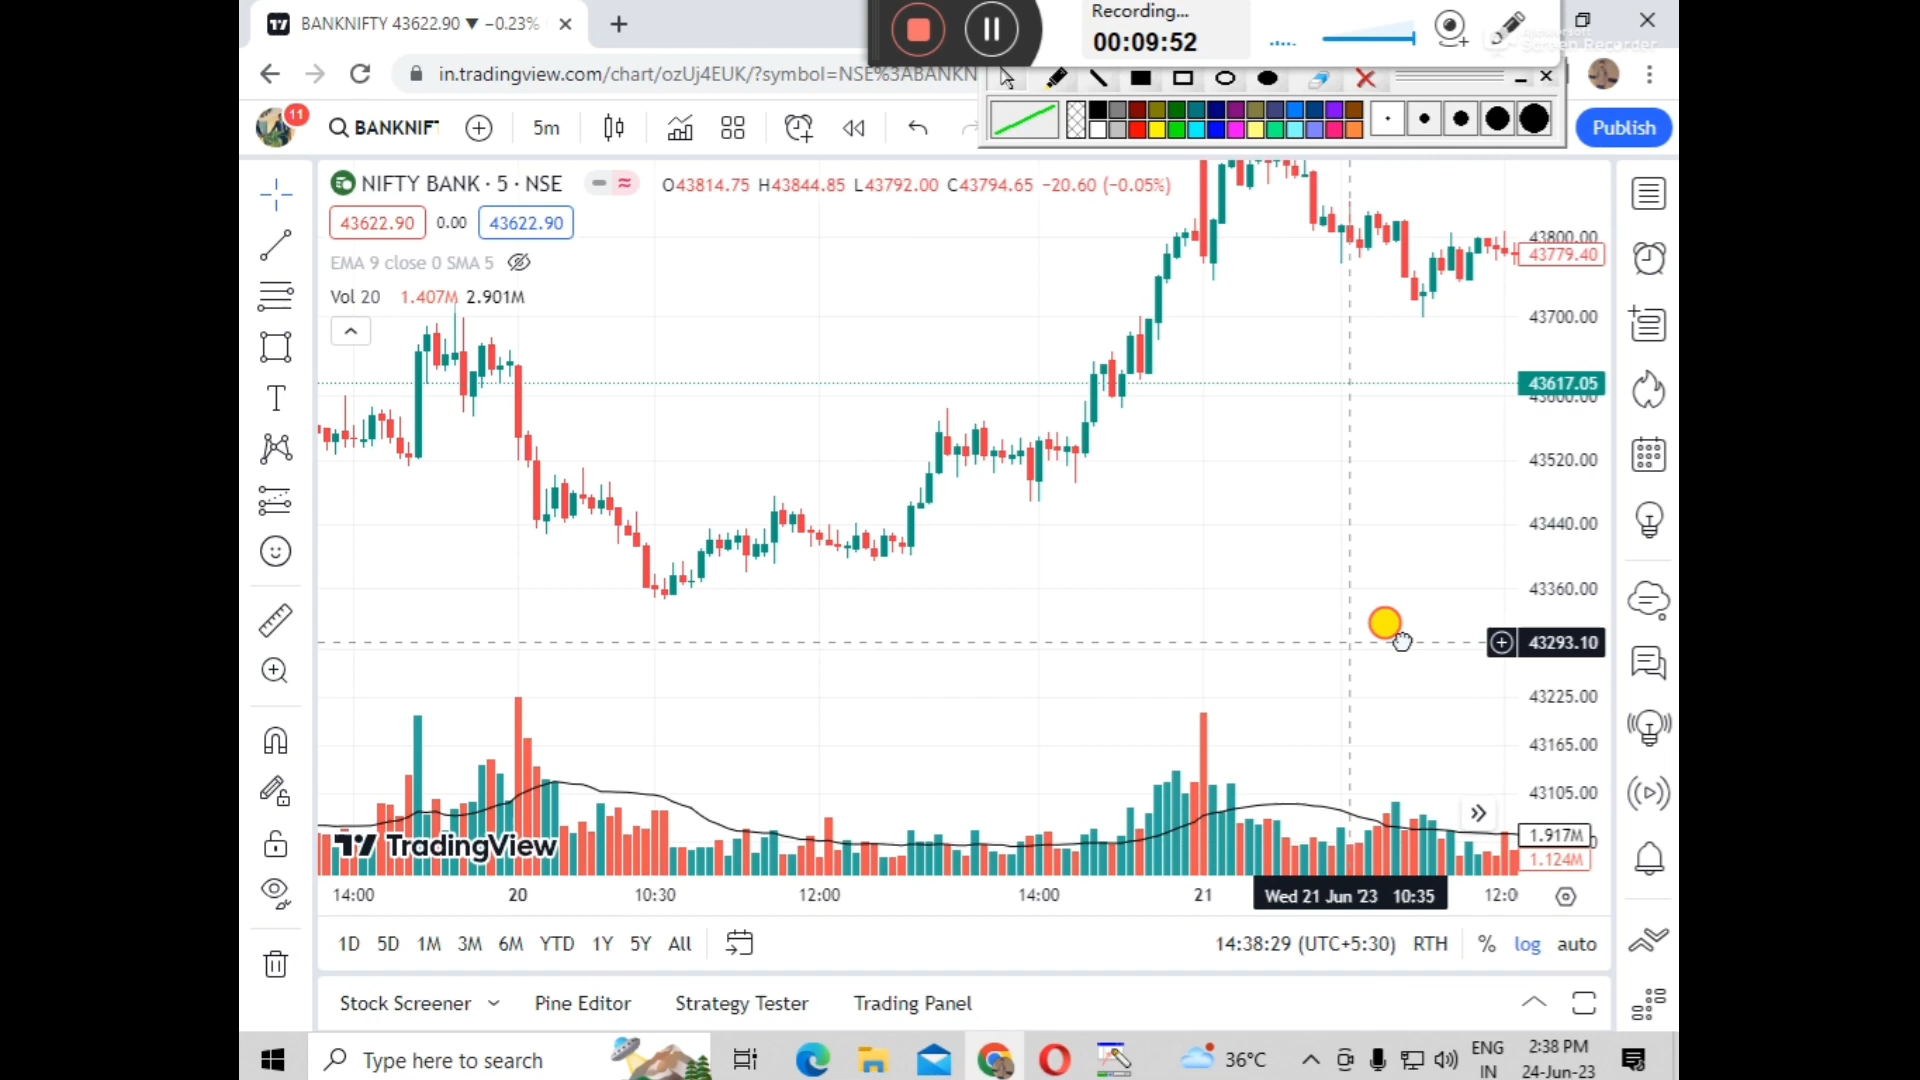 BANKNIFTY 43622.90 ▼ −0.23%
Recording...
00:09:52
in.tradingview.com/chart/ozUj4EUK/?symbol=NSE%3ABANKN
11
BANKNIF
5m
Publish
NIFTY BANK · 5 · NSE
O43814.75 H43844.85 L43792.00 C43794.65 −20.60 (−0.05%)
43622.90 0.00 43622.90
EMA 9 close 0 SMA 5
Vol 20 1.407M 2.901M
43800.00
43779.40
43700.00
43617.05
43600.00
43520.00
43440.00
43360.00
43293.10
43225.00
43165.00
43105.00
1.917M
1.124M
TradingView
14:00 20 10:30 12:00 14:00 21 Wed 21 Jun '23 10:35 12:0
1D 5D 1M 3M 6M YTD 1Y 5Y All
14:38:29 (UTC+5:30) RTH % log auto
Stock Screener Pine Editor Strategy Tester Trading Panel
Type here to search
36°C
ENG
IN
2:38 PM
24-Jun-23